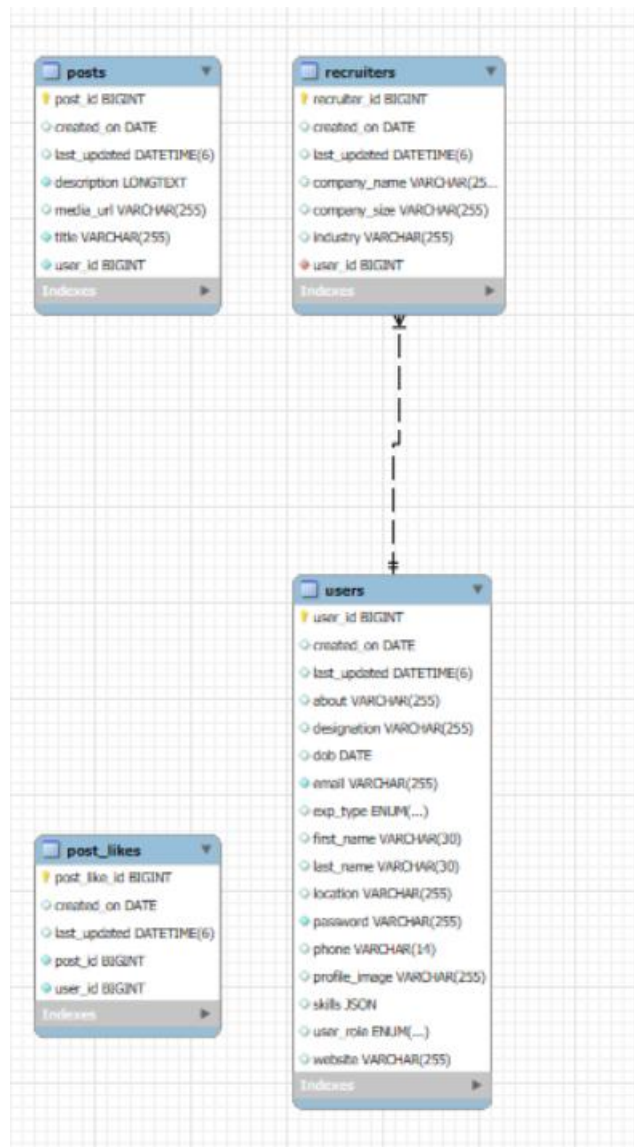 posts
post_id BIGINT
created_on DATE
last_updated DATETIME(6)
description LONGTEXT
media_url VARCHAR(255)
title VARCHAR(255)
user_id BIGINT
Indexes
recruiters
recruiter_id BIGINT
created_on DATE
last_updated DATETIME(6)
company_name VARCHAR(25...
company_size VARCHAR(255)
industry VARCHAR(255)
user_id BIGINT
Indexes
users
user_id BIGINT
created_on DATE
last_updated DATETIME(6)
about VARCHAR(255)
designation VARCHAR(255)
dob DATE
email VARCHAR(255)
exp_type ENUM(...)
first_name VARCHAR(30)
last_name VARCHAR(30)
location VARCHAR(255)
password VARCHAR(255)
phone VARCHAR(14)
profile_image VARCHAR(255)
skills JSON
user_role ENUM(...)
website VARCHAR(255)
Indexes
post_likes
post_like_id BIGINT
created_on DATE
last_updated DATETIME(6)
post_id BIGINT
user_id BIGINT
Indexes